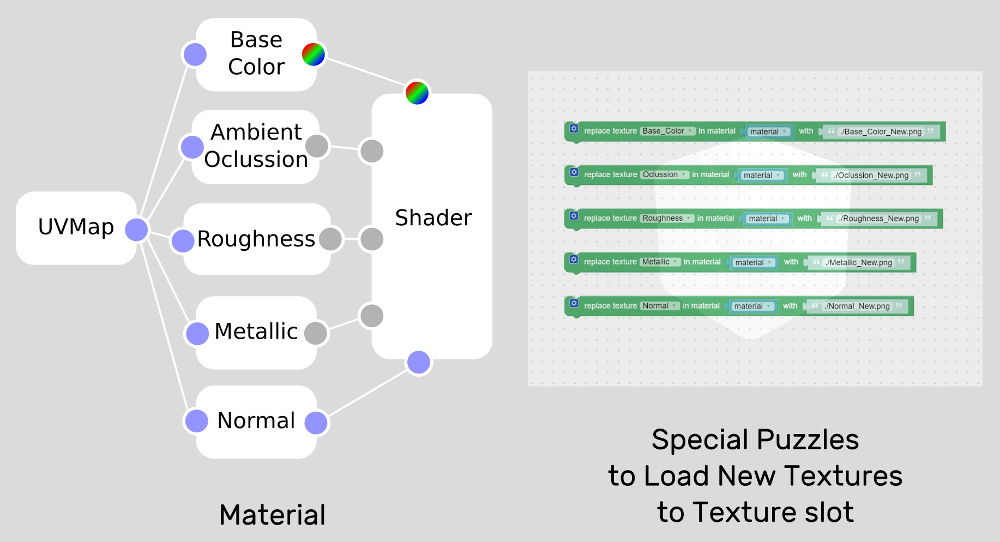 Base
Color
Ambient
Oclussion
UVMap
Roughness
Shader
Metallic
Normal
Material
replace texture Base_Color in material material with “ ./Base_Color_New.png ”
replace texture Oclussion in material material with “ ./Oclussion_New.png ”
replace texture Roughness in material material with “ ./Roughness_New.png ”
replace texture Metallic in material material with “ ./Metallic_New.png ”
replace texture Normal in material material with “ ./Normal_New.png ”
Special Puzzles
to Load New Textures
to Texture slot